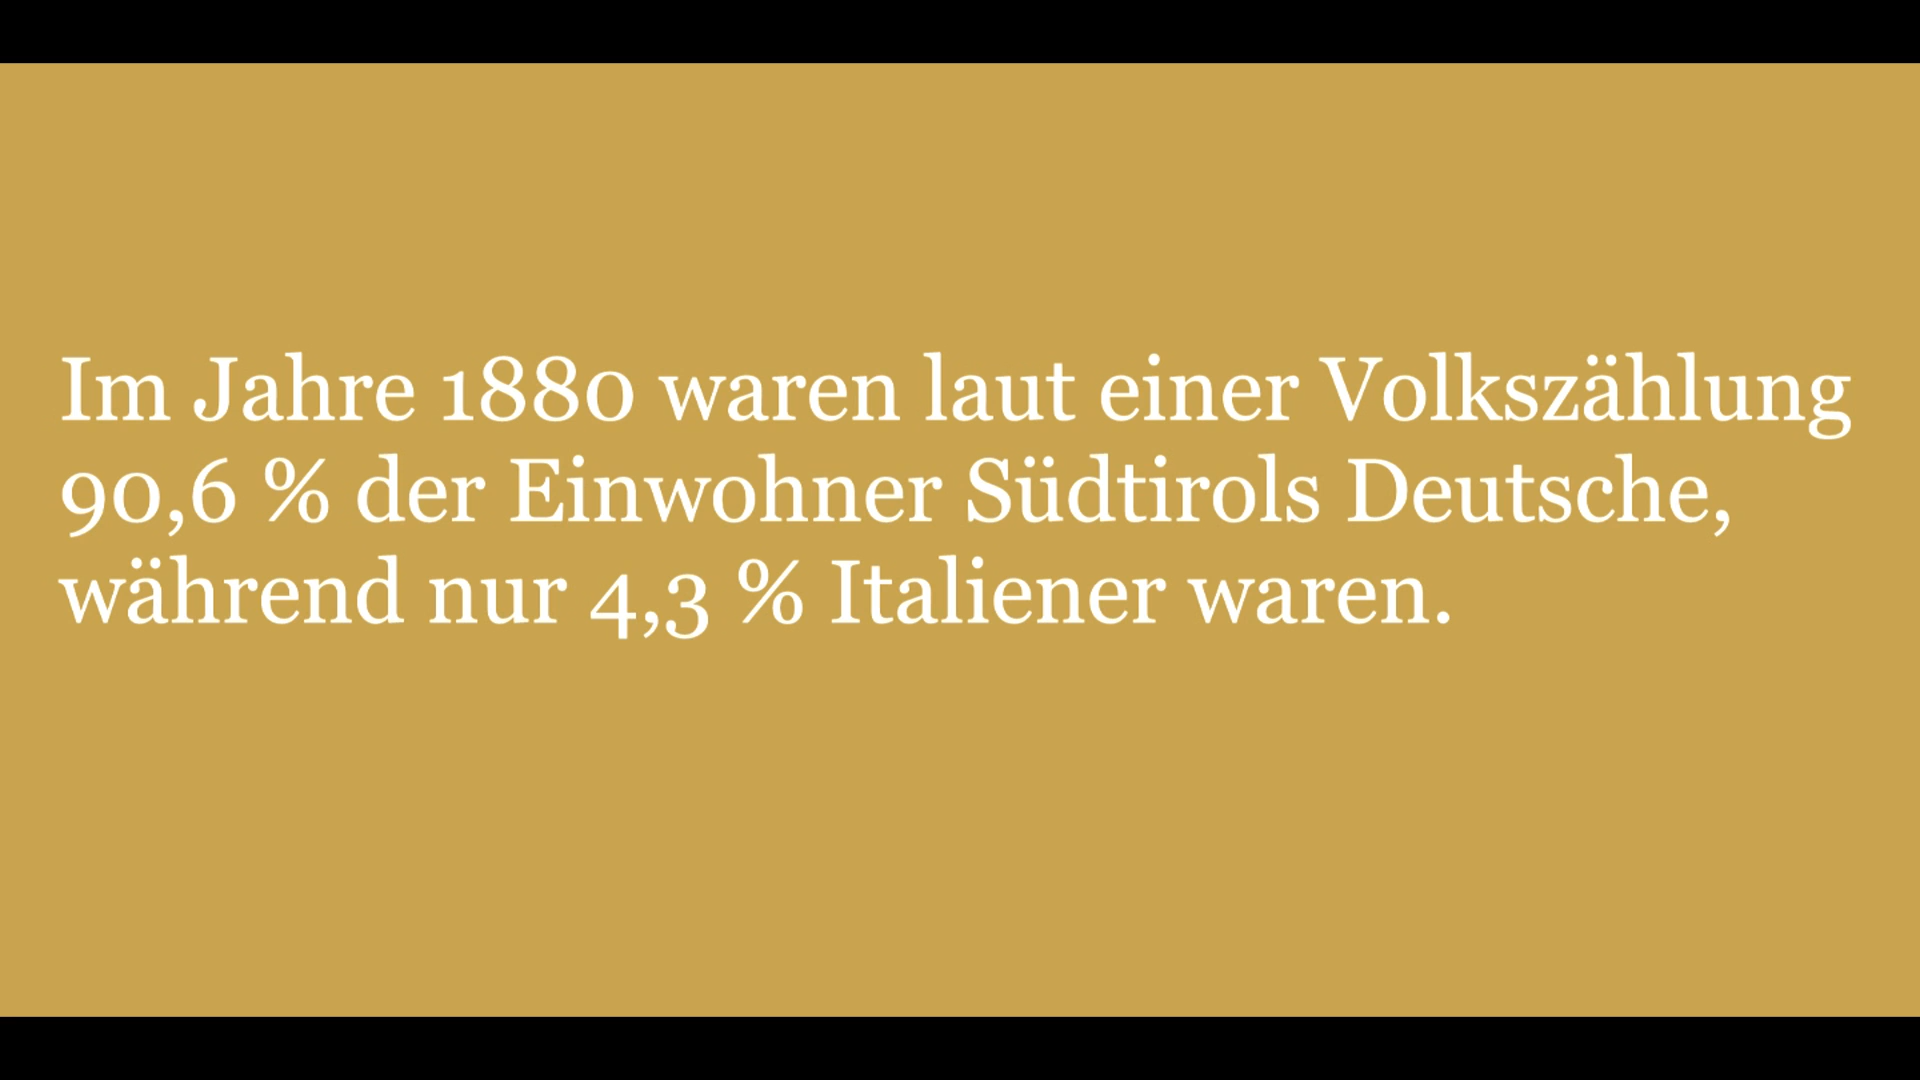 Im Jahre 1880 waren laut einer Volkszählung
90,6 % der Einwohner Südtirols Deutsche,
während nur 4,3 % Italiener waren.